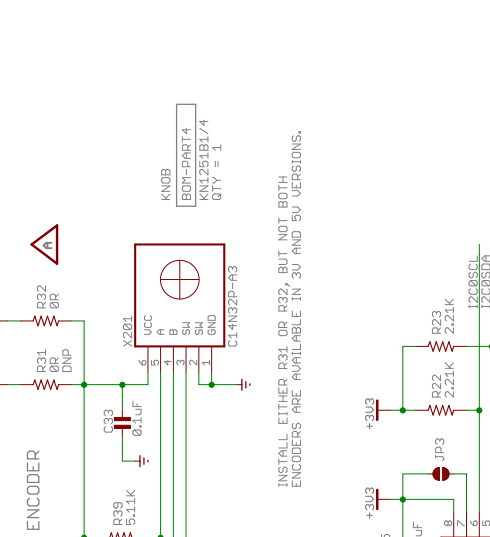 KNOB
BOM-PART4
KN1251B1/4
QTY = 1
A
R32
0R
R31
0R
DNP
X201
VCC
A
B
SW
SW
GND
6
5
4
3
2
1
C14N32P-A3
C33
0.1uF
ENCODER
R39
5.11K
INSTALL EITHER R31 OR R32, BUT NOT BOTH
ENCODERS ARE AVAILABLE IN 3V AND 5V VERSIONS.
I2C0SCL
I2C0SDA
R23
2.21K
R22
2.21K
+3V3
JP3
+3V3
8
7
6
5
uF
5